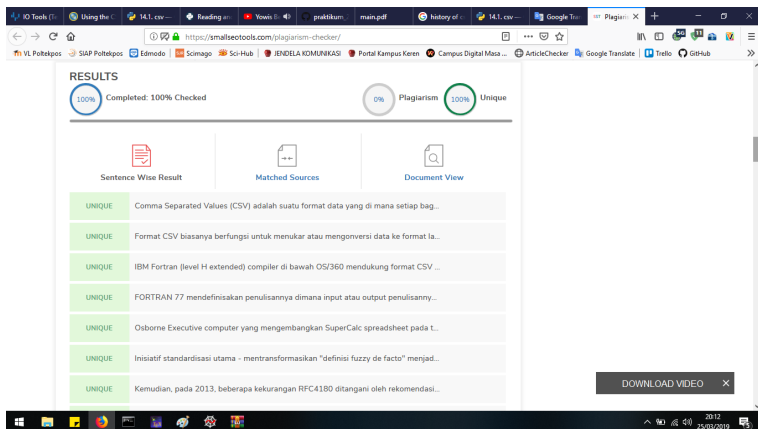 IO Tools (Te
Using the C
14.1. csv —
Reading an
Yowis B
praktikum_
main.pdf
history of c
14.1. csv —
Google Tran
Plagiaris
https://smallseotools.com/plagiarism-checker/
VL Poltekpos
SIAP Poltekpos
Edmodo
Scimago
Sci-Hub
JENDELA KOMUNIKASI
Portal Kampus Keren
Campus Digital Masa ...
ArticleChecker
Google Translate
Trello
GitHub
RESULTS
100%
Completed: 100% Checked
0%
Plagiarism
100%
Unique
Sentence Wise Result
Matched Sources
Document View
UNIQUE Comma Separated Values (CSV) adalah suatu format data yang di mana setiap bag...
UNIQUE Format CSV biasanya berfungsi untuk menukar atau mengonversi data ke format la...
UNIQUE IBM Fortran (level H extended) compiler di bawah OS/360 mendukung format CSV ...
UNIQUE FORTRAN 77 mendefinisakan penulisannya dimana input atau output penulisanny...
UNIQUE Osborne Executive computer yang mengembangkan SuperCalc spreadsheet pada t...
UNIQUE Inisiatif standardisasi utama - mentransformasikan "definisi fuzzy de facto" menjad...
UNIQUE Kemudian, pada 2013, beberapa kekurangan RFC4180 ditangani oleh rekomendasi...
DOWNLOAD VIDEO
20:12
25/03/2019